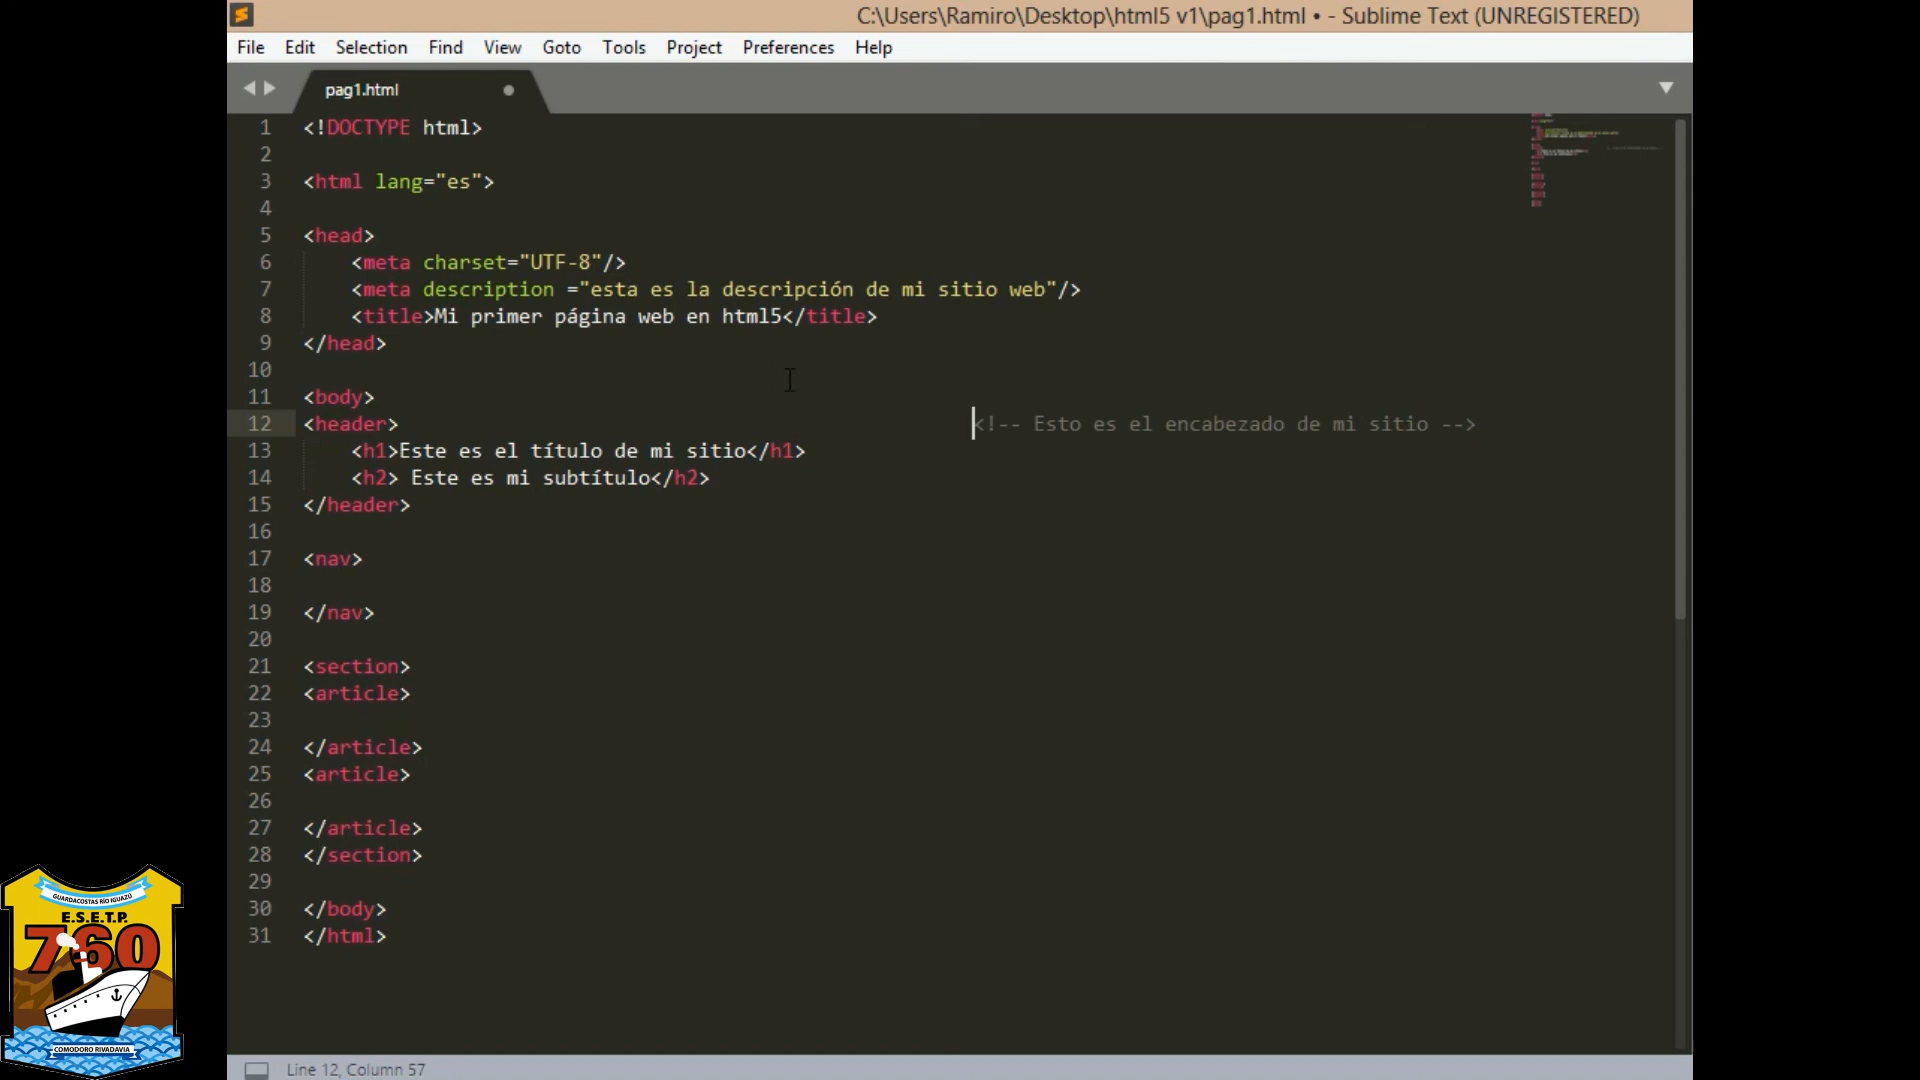 C:\Users\Ramiro\Desktop\html5 v1\pag1.html • - Sublime Text (UNREGISTERED)
File Edit Selection Find View Goto Tools Project Preferences Help
pag1.html
1 <!DOCTYPE html>
2
3 <html lang="es">
4
5 <head>
6 <meta charset="UTF-8"/>
7 <meta description ="esta es la descripción de mi sitio web"/>
8 <title>Mi primer página web en html5</title>
9 </head>
10
11 <body>
12 <header> <!-- Esto es el encabezado de mi sitio -->
13 <h1>Este es el título de mi sitio</h1>
14 <h2> Este es mi subtítulo</h2>
15 </header>
16
17 <nav>
18
19 </nav>
20
21 <section>
22 <article>
23
24 </article>
25 <article>
26
27 </article>
28 </section>
29
30 </body>
31 </html>
GUARDACOSTAS RÍO IGUAZÚ
E.S.E.T.P.
760
COMODORO RIVADAVIA
Line 12, Column 57